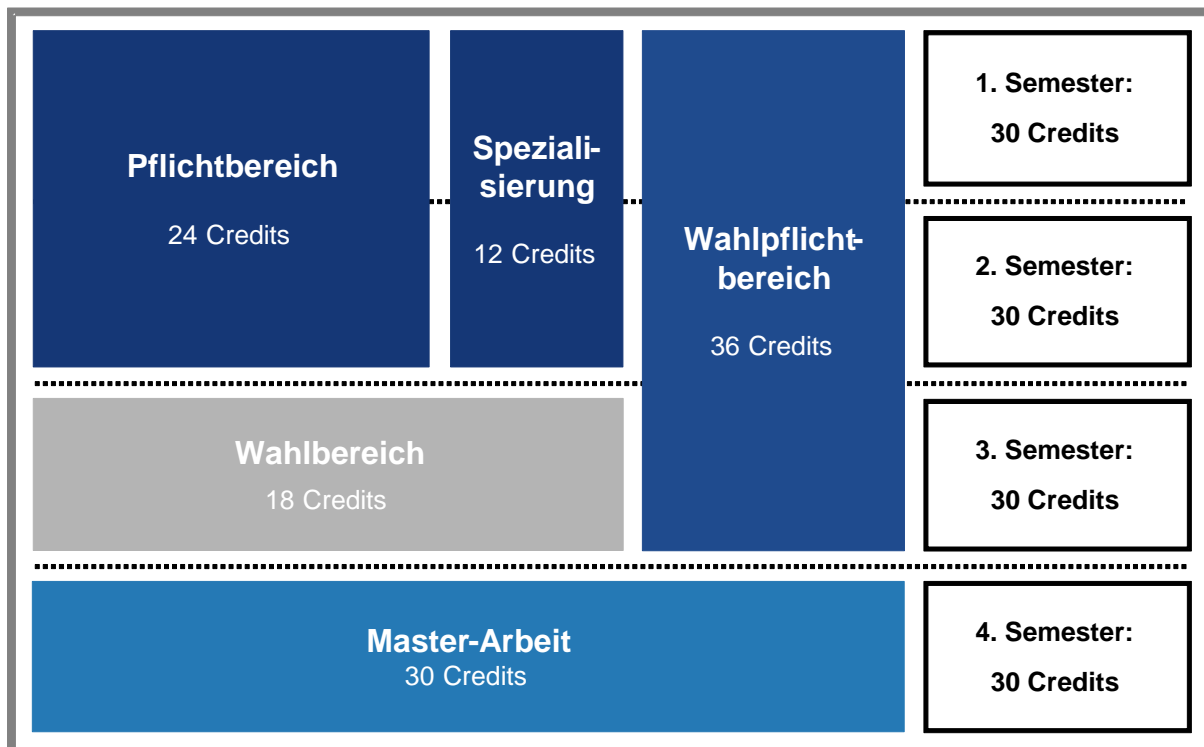 Pflichtbereich
24 Credits
Speziali-
sierung
12 Credits
Wahlpflicht-
bereich
36 Credits
1. Semester:
30 Credits
2. Semester:
30 Credits
Wahlbereich
18 Credits
3. Semester:
30 Credits
Master-Arbeit
30 Credits
4. Semester:
30 Credits